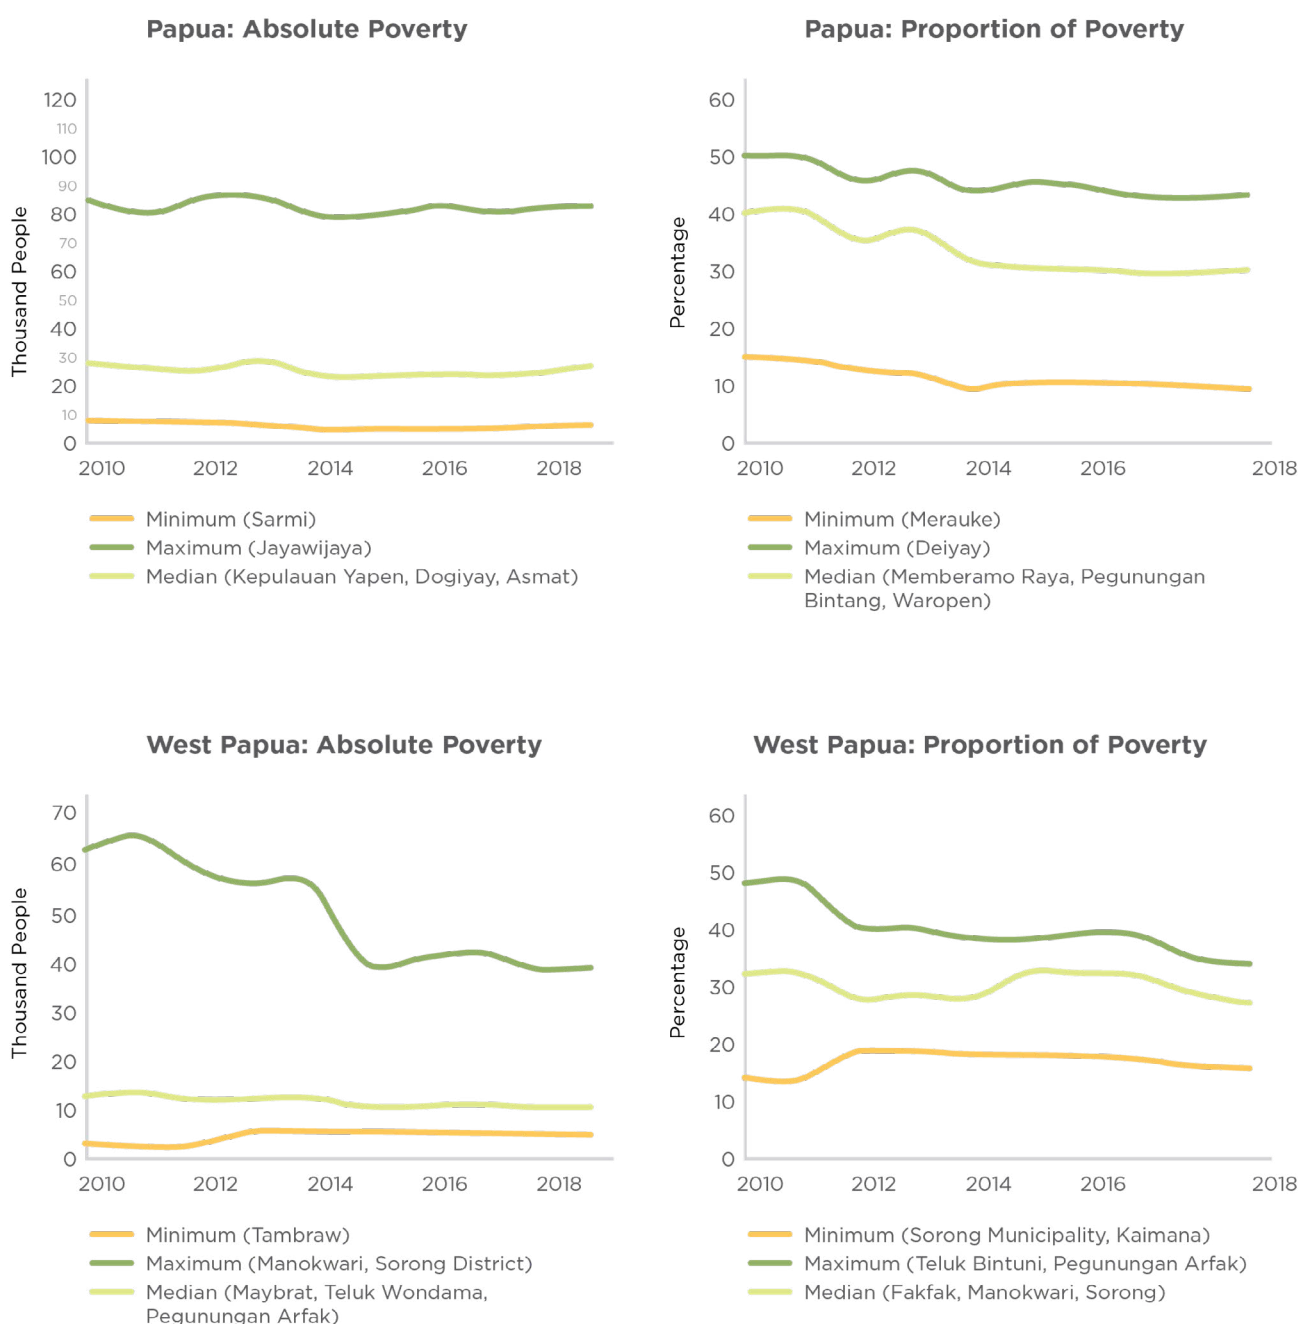 Papua: Absolute Poverty
Thousand People
120
110
100
90
80
70
60
50
40
30
20
10
0
2010 2012 2014 2016 2018
Minimum (Sarmi)
Maximum (Jayawijaya)
Median (Kepulauan Yapen, Dogiyay, Asmat)
Papua: Proportion of Poverty
Percentage
60
50
40
30
20
10
0
2010 2012 2014 2016 2018
Minimum (Merauke)
Maximum (Deiyay)
Median (Memberamo Raya, Pegunungan
Bintang, Waropen)
West Papua: Absolute Poverty
Thousand People
70
60
50
40
30
20
10
0
2010 2012 2014 2016 2018
Minimum (Tambraw)
Maximum (Manokwari, Sorong District)
Median (Maybrat, Teluk Wondama,
Pegunungan Arfak)
West Papua: Proportion of Poverty
Percentage
60
50
40
30
20
10
0
2010 2012 2014 2016 2018
Minimum (Sorong Municipality, Kaimana)
Maximum (Teluk Bintuni, Pegunungan Arfak)
Median (Fakfak, Manokwari, Sorong)